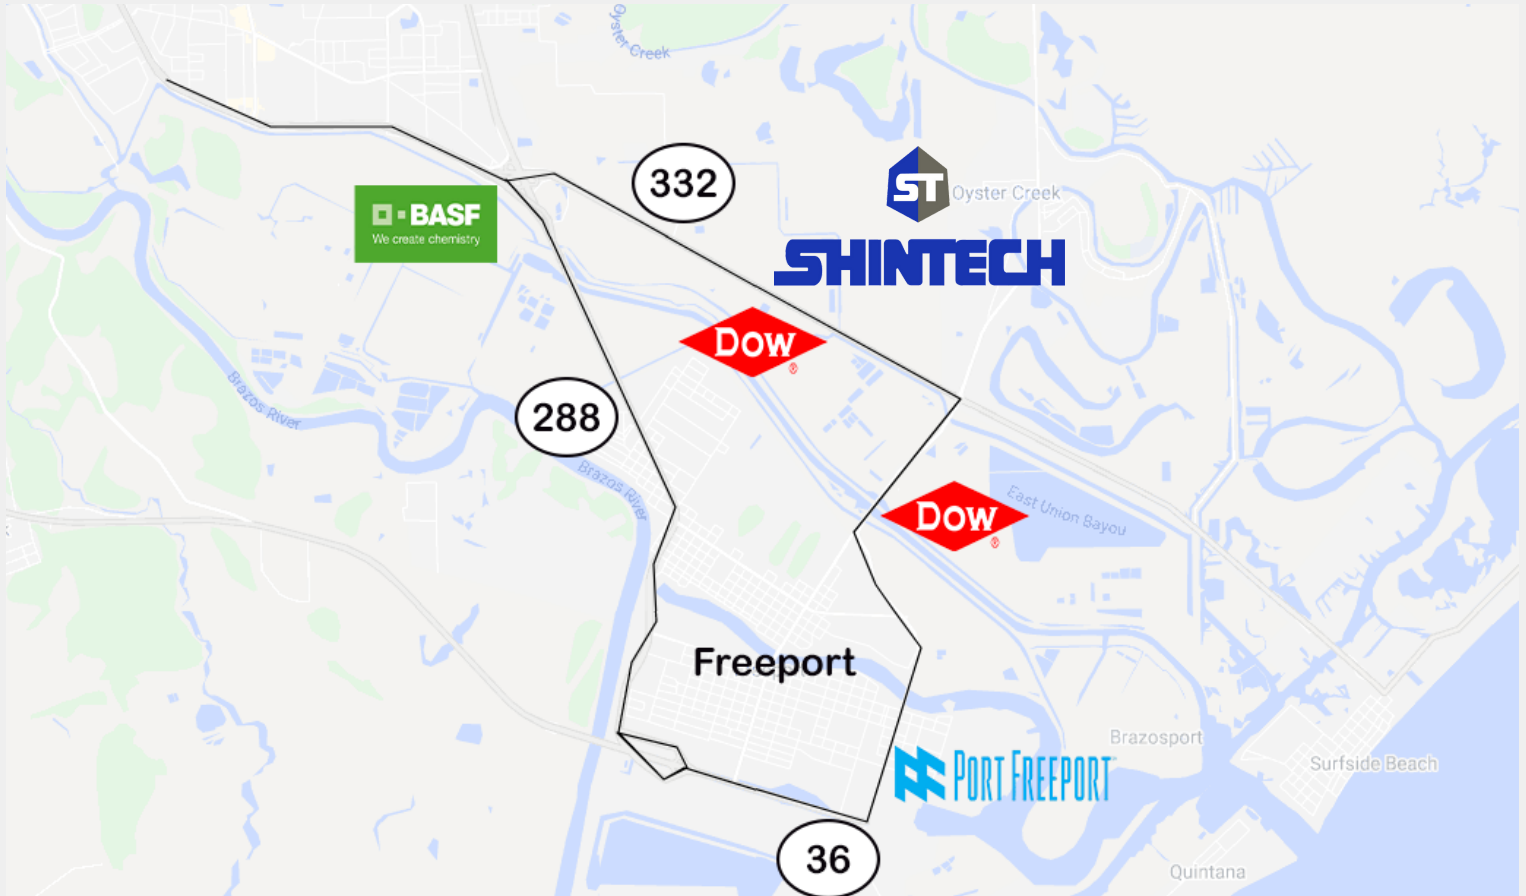 Oyster Creek
332
ST
Oyster Creek
BASF
We create chemistry
SHINTECH
DOW
®
Brazos River
288
Brazos River
DOW
®
East Union Bayou
Freeport
Brazosport
PORT FREEPORT
Surfside Beach
36
Quintana